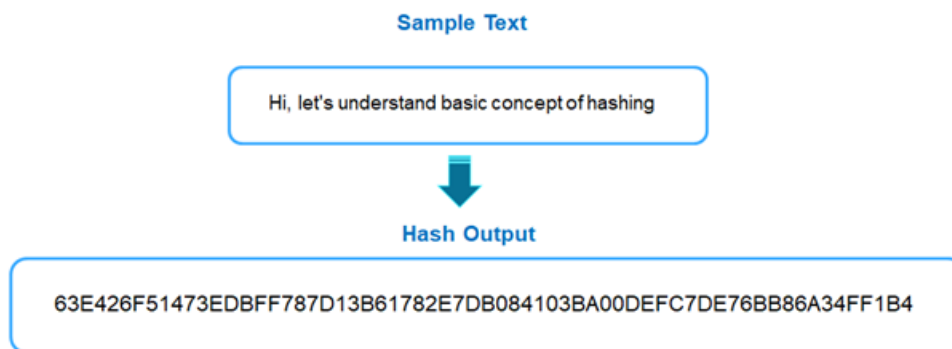 Sample Text
Hi, let's understand basic concept of hashing
Hash Output
63E426F51473EDBFF787D13B61782E7DB084103BA00DEFC7DE76BB86A34FF1B4